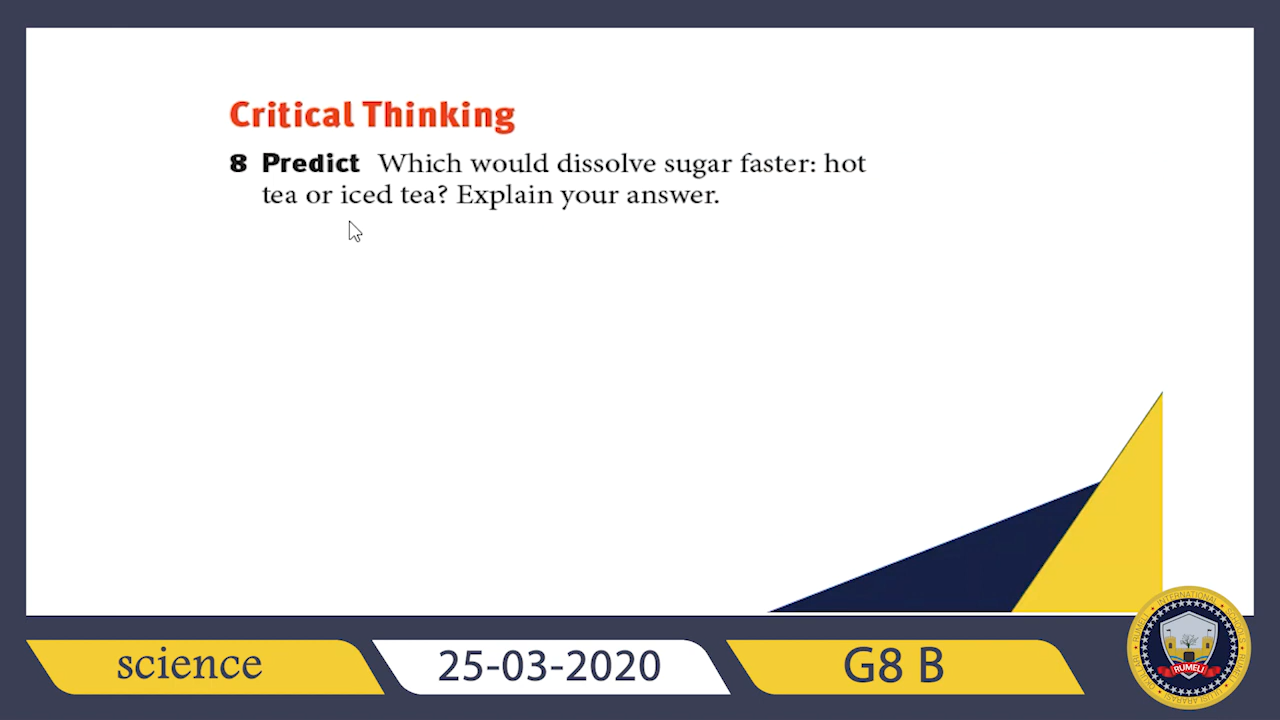 Critical Thinking
8 Predict Which would dissolve sugar faster: hot
tea or iced tea? Explain your answer.
science
25-03-2020
G8 B
RUMELI